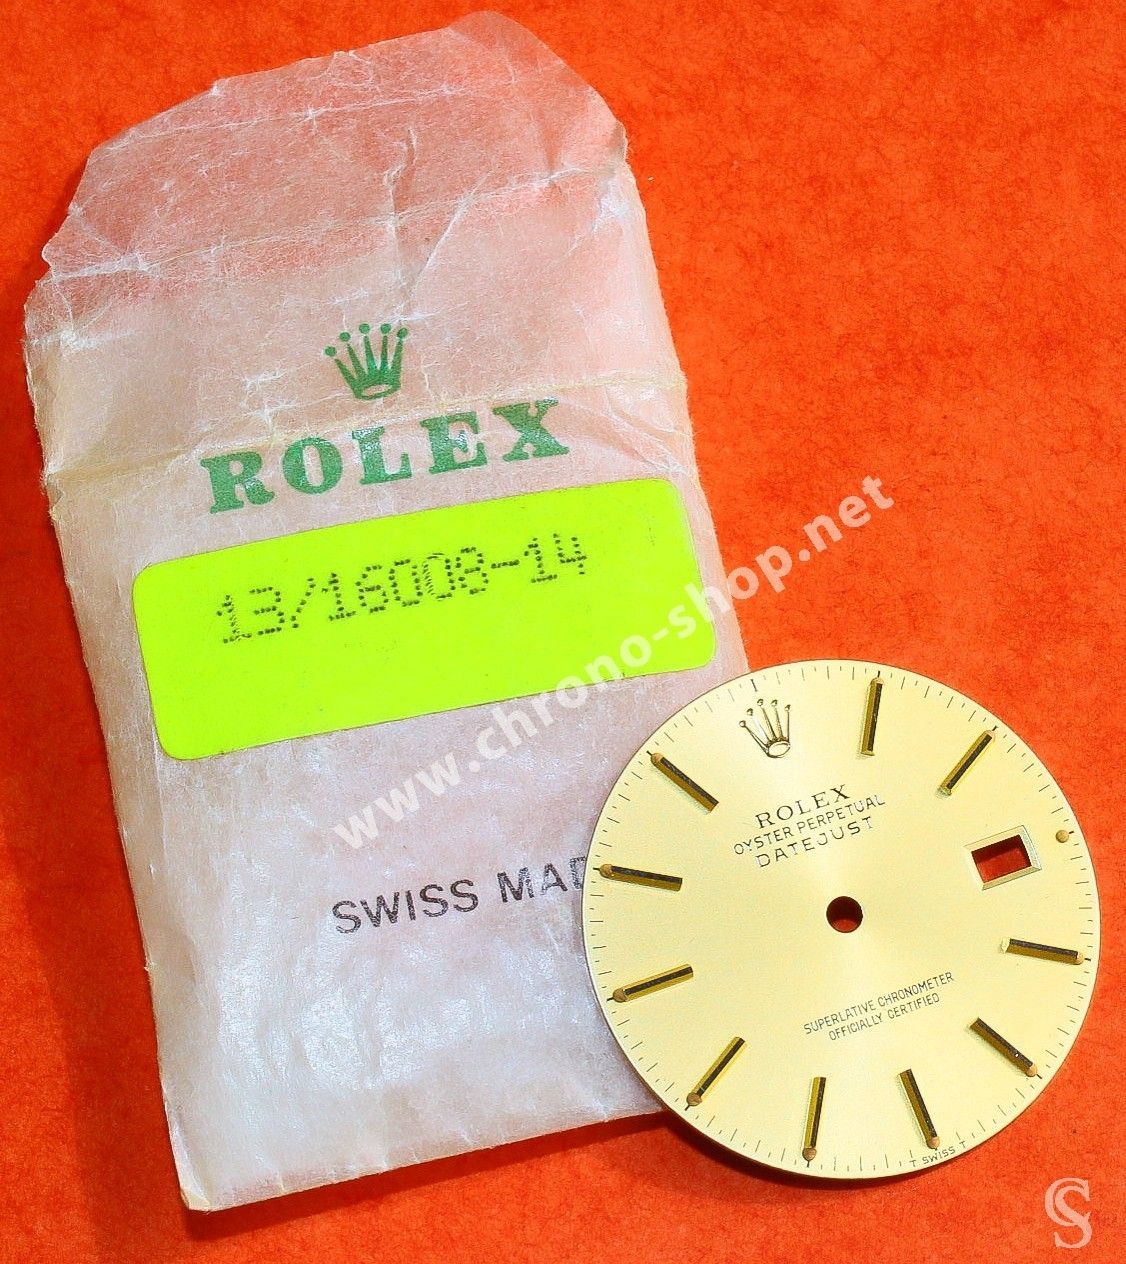 ROLEX
13/16008-14
SWISS MAD
www.chrono-shop.net
ROLEX
OYSTER PERPETUAL
DATEJUST
SUPERLATIVE CHRONOMETER
OFFICIALLY CERTIFIED
T SWISS T